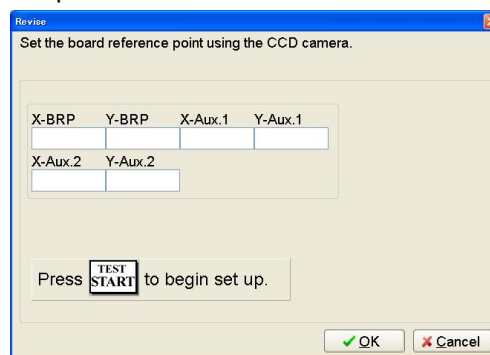 Revise
Set the board reference point using the CCD camera.
X-BRP Y-BRP X-Aux.1 Y-Aux.1
X-Aux.2 Y-Aux.2
Press TEST START to begin set up.
OK Cancel